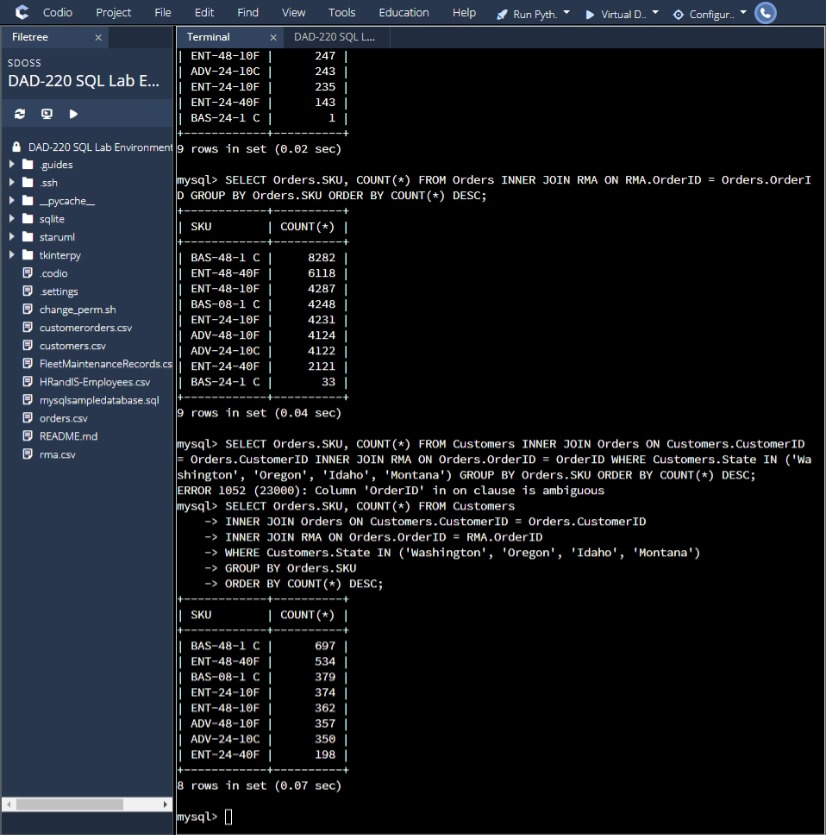 Codio Project File Edit Find View Tools Education Help Run Pyth. Virtual D.. Configur..
Filetree ×
Terminal × DAD-220 SQL L...
SDOSS
DAD-220 SQL Lab E...
DAD-220 SQL Lab Environment
.guides
.ssh
__pycache__
sqlite
staruml
tkinterpy
.codio
.settings
change_perm.sh
customerorders.csv
customers.csv
FleetMaintenanceRecords.cs
HRandIS-Employees.csv
mysqlsampledatabase.sql
orders.csv
README.md
rma.csv
| ENT-48-10F | 247 |
| ADV-24-10C | 243 |
| ENT-24-10F | 235 |
| ENT-24-40F | 143 |
| BAS-24-1 C | 1 |
+------------+----------+
9 rows in set (0.02 sec)
mysql> SELECT Orders.SKU, COUNT(*) FROM Orders INNER JOIN RMA ON RMA.OrderID = Orders.OrderI
D GROUP BY Orders.SKU ORDER BY COUNT(*) DESC;
+------------+----------+
| SKU | COUNT(*) |
+------------+----------+
| BAS-48-1 C | 8282 |
| ENT-48-40F | 6118 |
| ENT-48-10F | 4287 |
| BAS-08-1 C | 4248 |
| ENT-24-10F | 4231 |
| ADV-48-10F | 4124 |
| ADV-24-10C | 4122 |
| ENT-24-40F | 2121 |
| BAS-24-1 C | 33 |
+------------+----------+
9 rows in set (0.04 sec)
mysql> SELECT Orders.SKU, COUNT(*) FROM Customers INNER JOIN Orders ON Customers.CustomerID
= Orders.CustomerID INNER JOIN RMA ON Orders.OrderID = OrderID WHERE Customers.State IN ('Wa
shington', 'Oregon', 'Idaho', 'Montana') GROUP BY Orders.SKU ORDER BY COUNT(*) DESC;
ERROR 1052 (23000): Column 'OrderID' in on clause is ambiguous
mysql> SELECT Orders.SKU, COUNT(*) FROM Customers
-> INNER JOIN Orders ON Customers.CustomerID = Orders.CustomerID
-> INNER JOIN RMA ON Orders.OrderID = RMA.OrderID
-> WHERE Customers.State IN ('Washington', 'Oregon', 'Idaho', 'Montana')
-> GROUP BY Orders.SKU
-> ORDER BY COUNT(*) DESC;
+------------+----------+
| SKU | COUNT(*) |
+------------+----------+
| BAS-48-1 C | 697 |
| ENT-48-40F | 534 |
| BAS-08-1 C | 379 |
| ENT-24-10F | 374 |
| ENT-48-10F | 362 |
| ADV-48-10F | 357 |
| ADV-24-10C | 350 |
| ENT-24-40F | 198 |
+------------+----------+
8 rows in set (0.07 sec)
mysql>